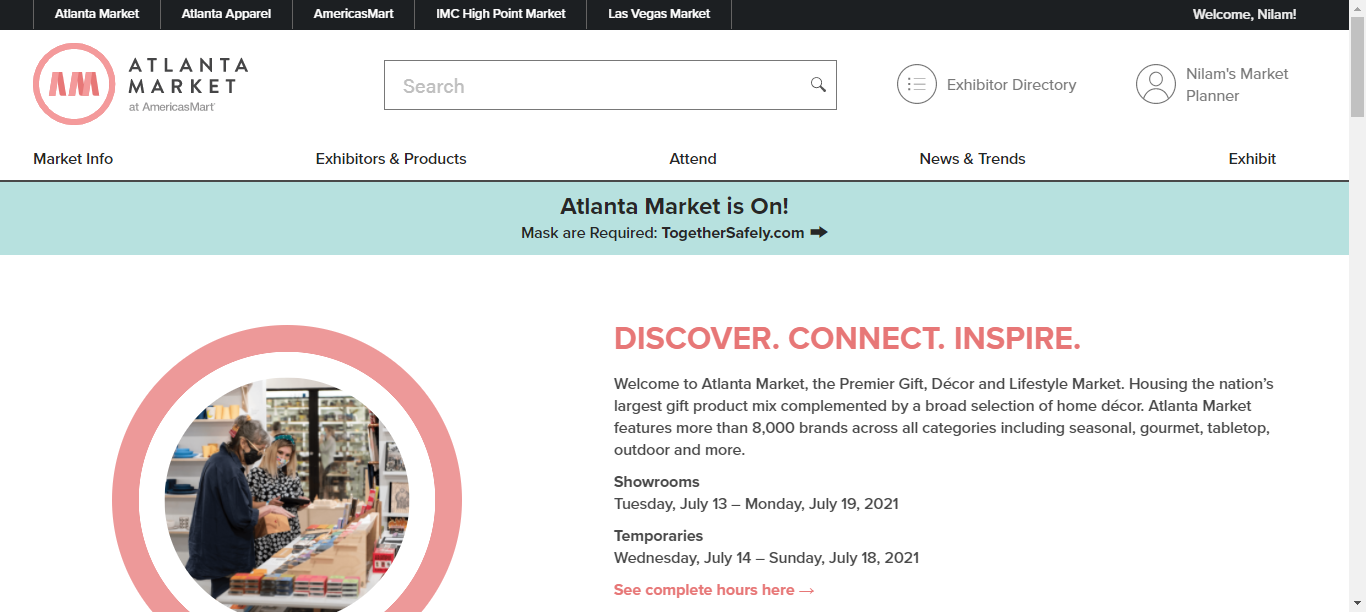 Atlanta Market
Atlanta Apparel
AmericasMart
IMC High Point Market
Las Vegas Market
Welcome, Nilam!
AM
ATLANTA
MARKET
at AmericasMart
Search
Exhibitor Directory
Nilam's Market
Planner
Market Info
Exhibitors & Products
Attend
News & Trends
Exhibit
Atlanta Market is On!
Mask are Required: TogetherSafely.com
DISCOVER. CONNECT. INSPIRE.
Welcome to Atlanta Market, the Premier Gift, Décor and Lifestyle Market. Housing the nation's
largest gift product mix complemented by a broad selection of home décor. Atlanta Market
features more than 8,000 brands across all categories including seasonal, gourmet, tabletop,
outdoor and more.
Showrooms
Tuesday, July 13 – Monday, July 19, 2021
Temporaries
Wednesday, July 14 – Sunday, July 18, 2021
See complete hours here →